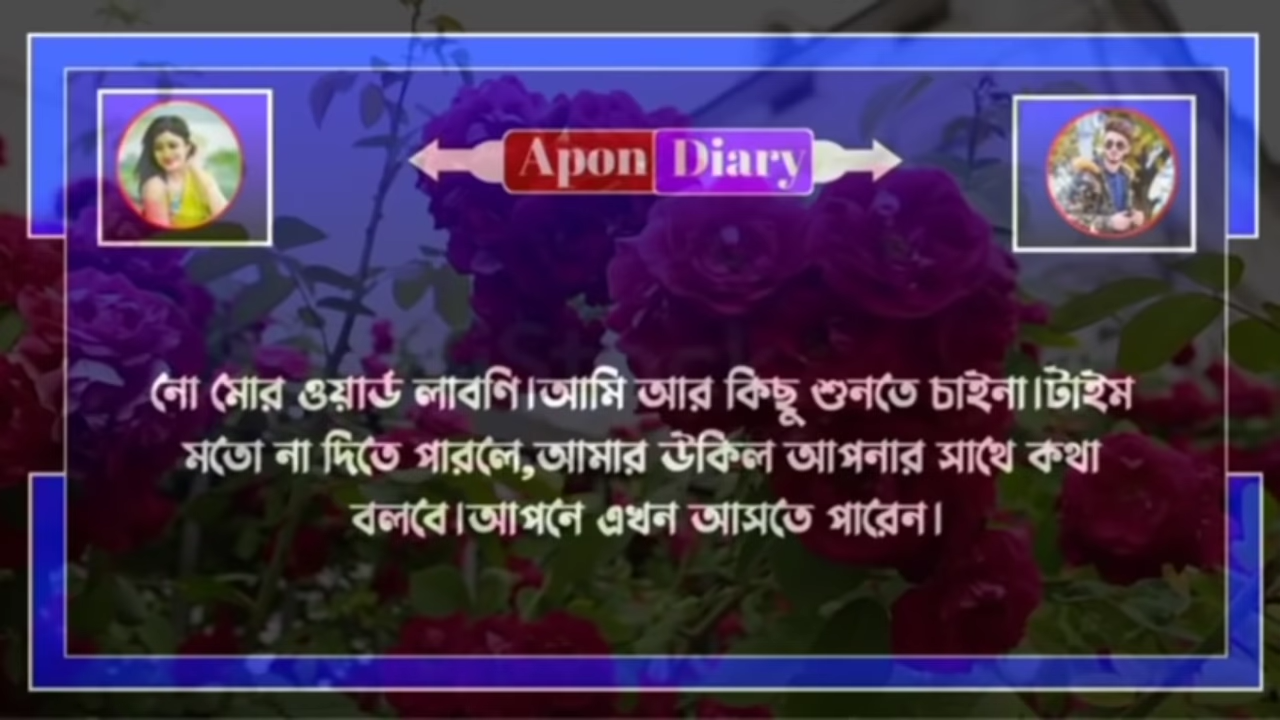 Apon Diary
নো মোর ওয়ার্ড লাবণি।আমি আর কিছু শুনতে চাইনা।টাইম
মতো না দিতে পারলে,আমার উকিল আপনার সাথে কথা
বলবে।আপনে এখন আসতে পারেন।